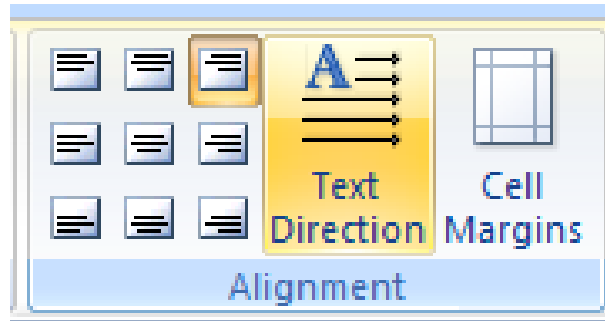 A
Text
Direction
Cell
Margins
Alignment